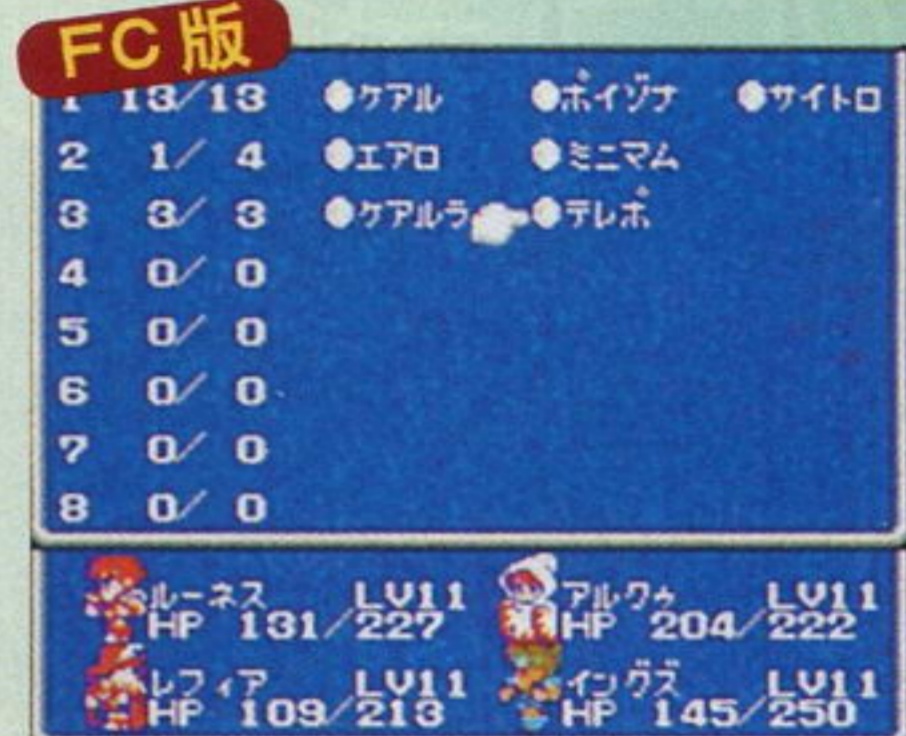 FC版
1 13/13 ●ケアル ●ポイゾナ ●サイトロ
2 1/ 4 ●エアロ ●ミニマム
3 3/ 3 ●ケアルラ ●テレポ
4 0/ 0
5 0/ 0
6 0/ 0
7 0/ 0
8 0/ 0
ルーネス LV11 アルクゥ LV11
HP 131/227 HP 204/222
レフィア LV11 イングズ LV11
HP 109/213 HP 145/250